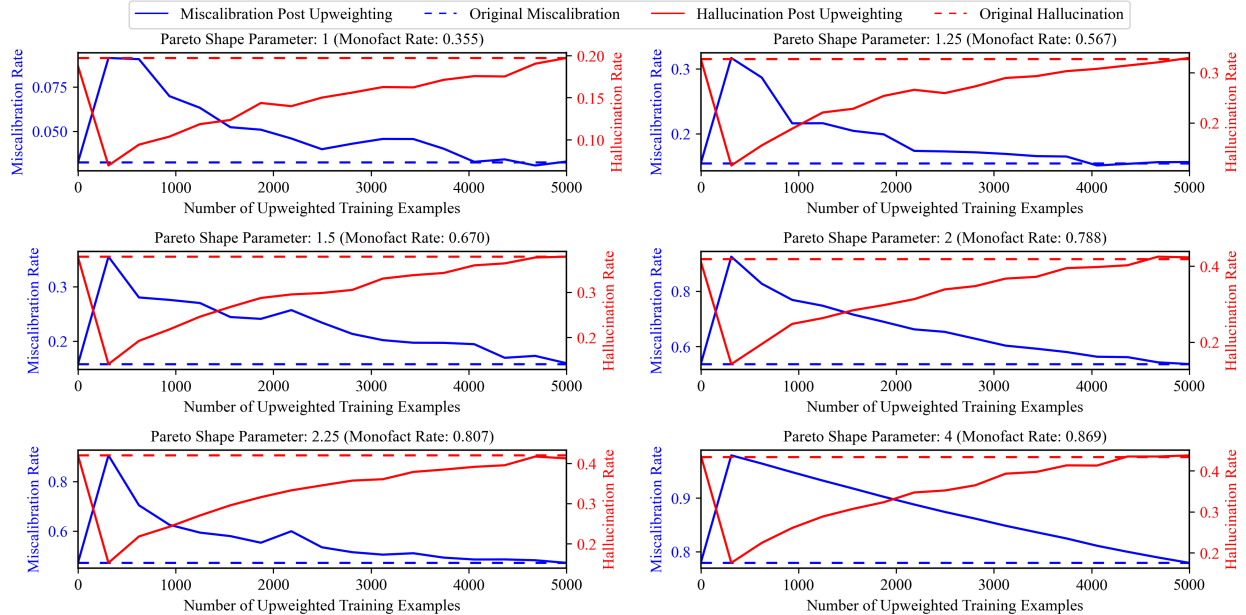 Miscalibration Post Upweighting Original Miscalibration Hallucination Post Upweighting Original Hallucination
Pareto Shape Parameter: 1 (Monofact Rate: 0.355)
Miscalibration Rate
0.075
0.050
0.20
0.15
0.10
Hallucination Rate
0 1000 2000 3000 4000 5000
Number of Upweighted Training Examples
Pareto Shape Parameter: 1.25 (Monofact Rate: 0.567)
Miscalibration Rate
0.3
0.2
0.3
0.2
Hallucination Rate
0 1000 2000 3000 4000 5000
Number of Upweighted Training Examples
Pareto Shape Parameter: 1.5 (Monofact Rate: 0.670)
Miscalibration Rate
0.3
0.2
0.3
0.2
Hallucination Rate
0 1000 2000 3000 4000 5000
Number of Upweighted Training Examples
Pareto Shape Parameter: 2 (Monofact Rate: 0.788)
Miscalibration Rate
0.8
0.6
0.4
0.2
Hallucination Rate
0 1000 2000 3000 4000 5000
Number of Upweighted Training Examples
Pareto Shape Parameter: 2.25 (Monofact Rate: 0.807)
Miscalibration Rate
0.8
0.6
0.4
0.3
0.2
Hallucination Rate
0 1000 2000 3000 4000 5000
Number of Upweighted Training Examples
Pareto Shape Parameter: 4 (Monofact Rate: 0.869)
Miscalibration Rate
0.9
0.8
0.4
0.3
0.2
Hallucination Rate
0 1000 2000 3000 4000 5000
Number of Upweighted Training Examples